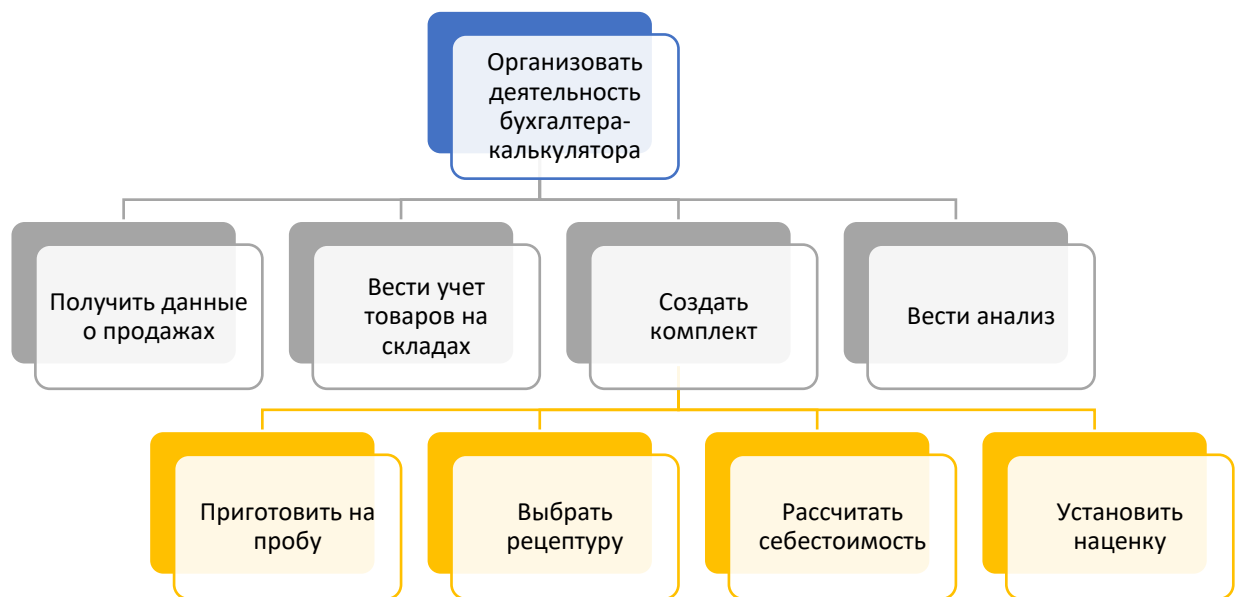 Организовать
деятельность
бухгалтера-
калькулятора
Получить данные
о продажах
Вести учет
товаров на
складах
Создать
комплект
Вести анализ
Приготовить на
пробу
Выбрать
рецептуру
Рассчитать
себестоимость
Установить
наценку